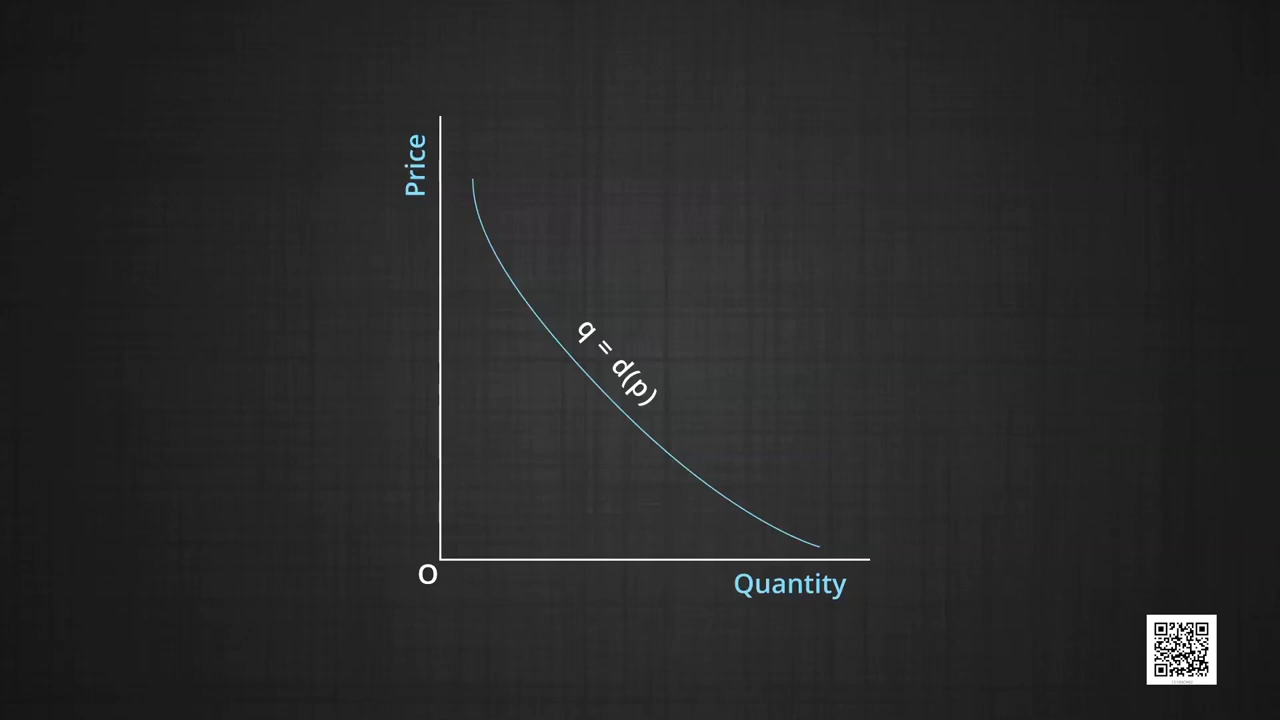 Price
q = d(p)
O
Quantity